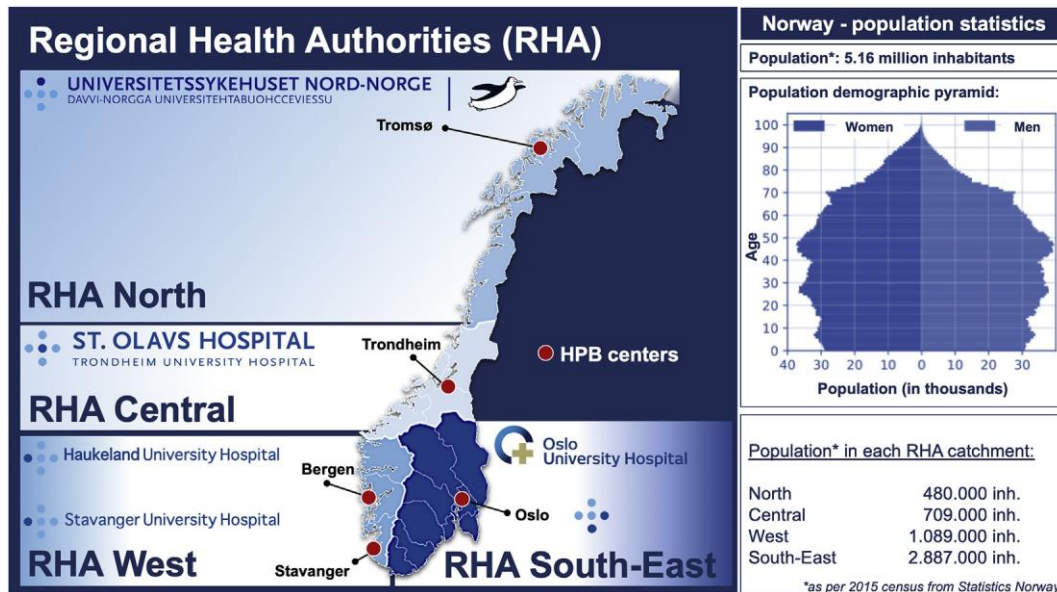 Regional Health Authorities (RHA)
UNIVERSITETSSYKEHUSET NORD-NORGE
DAVVI-NORGGA UNIVERSITEHTABUOHCCEVIESSU
Tromsø
RHA North
ST. OLAVS HOSPITAL
TRONDHEIM UNIVERSITY HOSPITAL
Trondheim
HPB centers
RHA Central
Haukeland University Hospital
Bergen
Oslo
University Hospital
Stavanger University Hospital
Oslo
RHA West
Stavanger
RHA South-East
Norway - population statistics
Population*: 5.16 million inhabitants
Population demographic pyramid:
Women
Men
100
90
80
70
60
50
40
30
20
10
0
Age
40 30 20 10 0 10 20 30
Population (in thousands)
Population* in each RHA catchment:
North 480.000 inh.
Central 709.000 inh.
West 1.089.000 inh.
South-East 2.887.000 inh.
*as per 2015 census from Statistics Norway